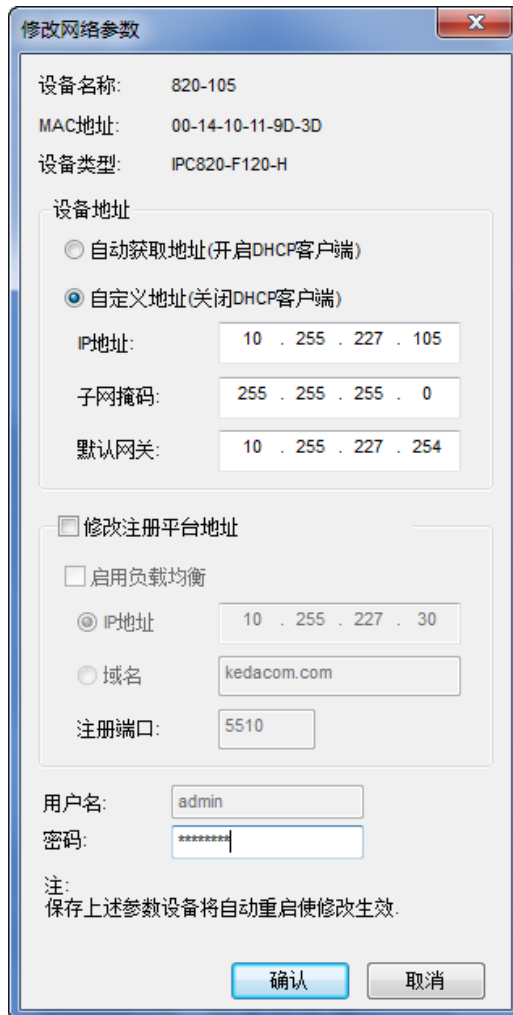 修改网络参数
设备名称: 820-105
MAC地址: 00-14-10-11-9D-3D
设备类型: IPC820-F120-H
设备地址
自动获取地址(开启DHCP客户端)
自定义地址(关闭DHCP客户端)
IP地址: 10 . 255 . 227 . 105
子网掩码: 255 . 255 . 255 . 0
默认网关: 10 . 255 . 227 . 254
修改注册平台地址
启用负载均衡
IP地址 10 . 255 . 227 . 30
域名 kedacom.com
注册端口: 5510
用户名: admin
密码: ********
注:
保存上述参数设备将自动重启使修改生效.
确认 取消